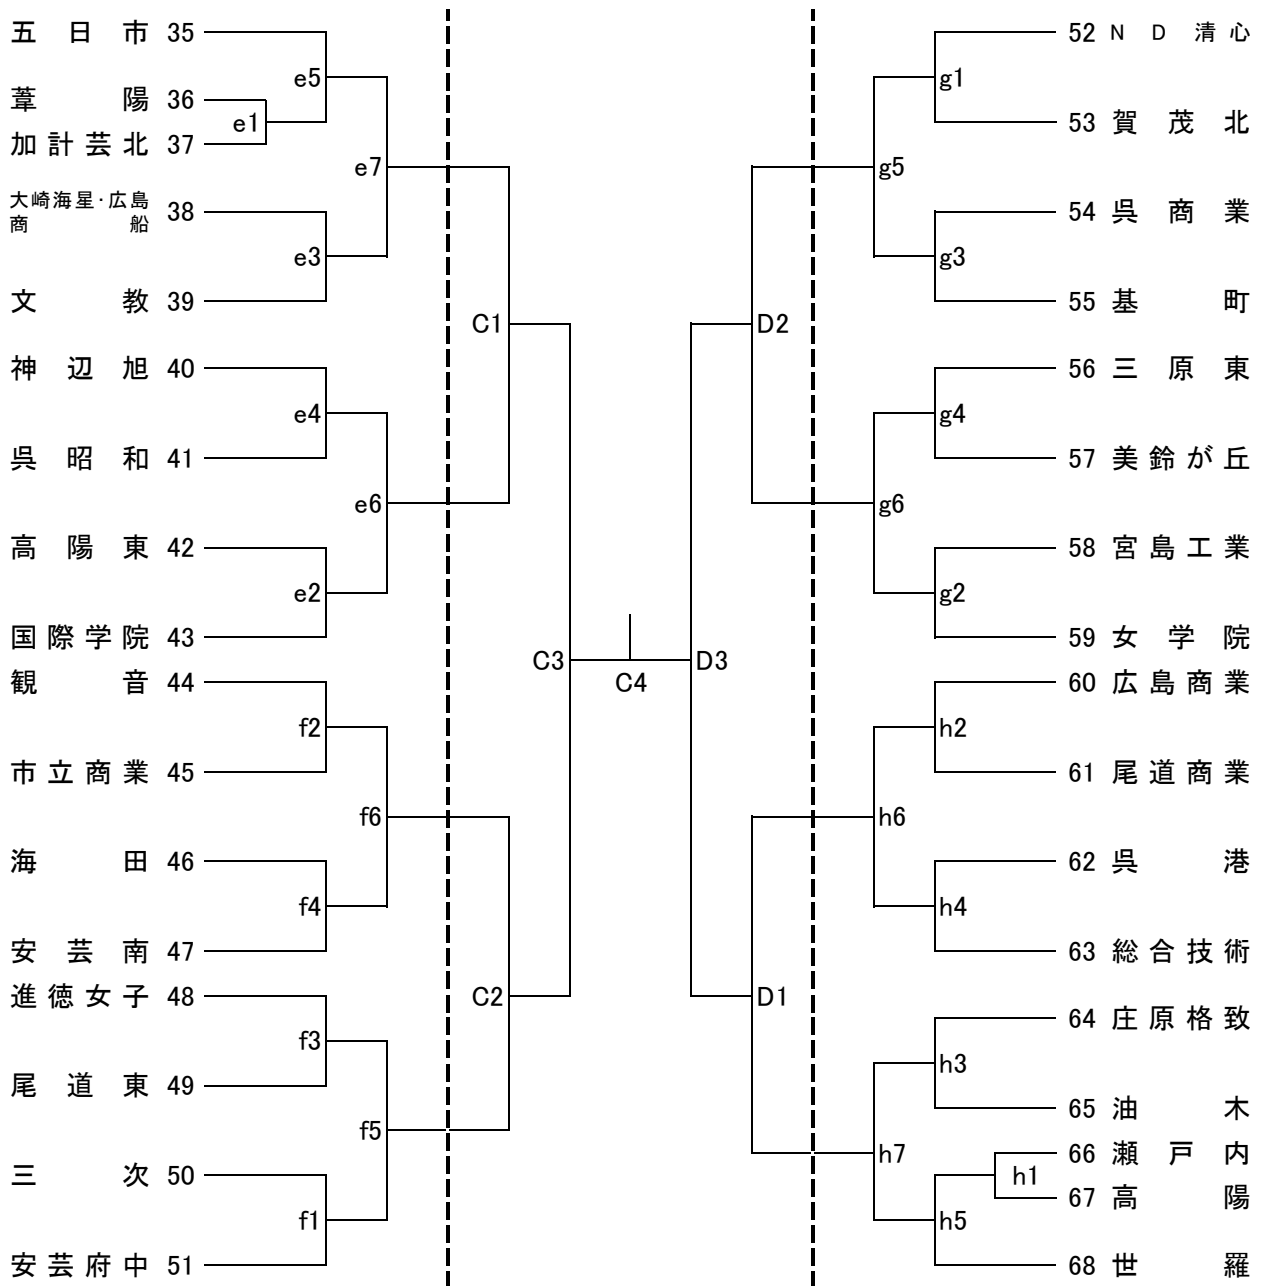 五日市 35
葦陽 36
加計芸北 37
大崎海星・広島
商船 38
文教 39
神辺旭 40
呉昭和 41
高陽東 42
国際学院 43
観音 44
市立商業 45
海田 46
安芸南 47
進徳女子 48
尾道東 49
三次 50
安芸府中 51
e5
e1
e7
e3
e4
e6
e2
f2
f6
f4
f3
f5
f1
C1
C3
C2
C4
D2
D3
D1
g1
g5
g3
g4
g6
g2
h2
h6
h4
h3
h7
h1
h5
52 ND清心
53 賀茂北
54 呉商業
55 基町
56 三原東
57 美鈴が丘
58 宮島工業
59 女学院
60 広島商業
61 尾道商業
62 呉港
63 総合技術
64 庄原格致
65 油木
66 瀬戸内
67 高陽
68 世羅